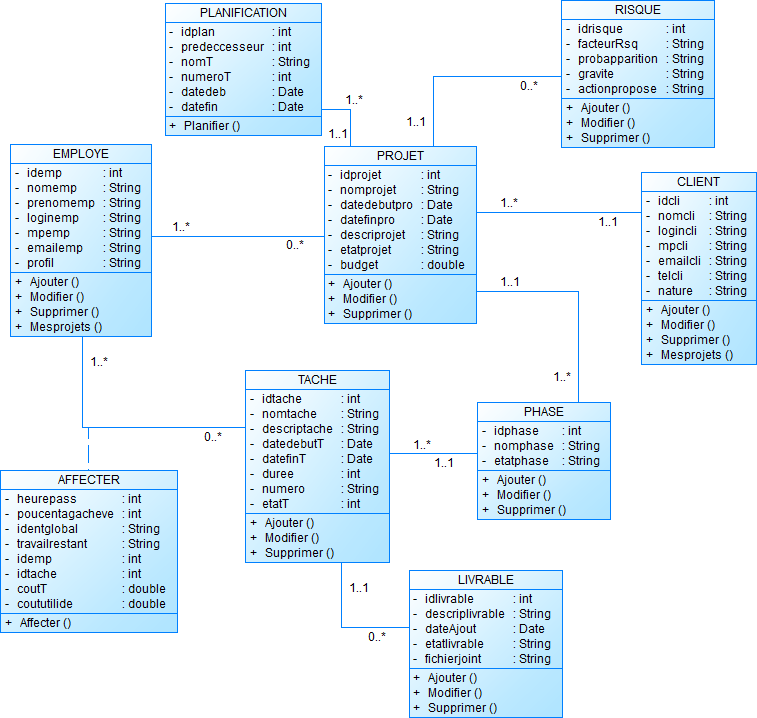 PLANIFICATION
- idplan : int
- predeccesseur : int
- nomT : String
- numeroT : int
- datedeb : Date
- datefin : Date
+ Planifier ()
RISQUE
- idrisque : int
- facteurRsq : String
- probapparition : String
- gravite : String
- actionpropose : String
+ Ajouter ()
+ Modifier ()
+ Supprimer ()
1..*
1..1
0..*
1..1
EMPLOYE
- idemp : int
- nomemp : String
- prenomemp : String
- loginemp : String
- mpemp : String
- emailemp : String
- profil : String
+ Ajouter ()
+ Modifier ()
+ Supprimer ()
+ Mesprojets ()
PROJET
- idprojet : int
- nomprojet : String
- datedebutpro : Date
- datefinpro : Date
- descriprojet : String
- etatprojet : String
- budget : double
+ Ajouter ()
+ Modifier ()
+ Supprimer ()
CLIENT
- idcli : int
- nomcli : String
- logincli : String
- mpcli : String
- emailcli : String
- telcli : String
- nature : String
+ Ajouter ()
+ Modifier ()
+ Supprimer ()
+ Mesprojets ()
1..*
0..*
1..*
1..1
1..1
1..*
1..*
0..*
TACHE
- idtache : int
- nomtache : String
- descriptache : String
- datedebutT : Date
- datefinT : Date
- duree : int
- numero : String
- etatT : int
+ Ajouter ()
+ Modifier ()
+ Supprimer ()
1..*
1..1
PHASE
- idphase : int
- nomphase : String
- etatphase : String
+ Ajouter ()
+ Modifier ()
+ Supprimer ()
AFFECTER
- heurepass : int
- poucentagacheve : int
- identglobal : String
- travailrestant : String
- idemp : int
- idtache : int
- coutT : double
- coututilide : double
+ Affecter ()
1..1
0..*
LIVRABLE
- idlivrable : int
- descriplivrable : String
- dateAjout : Date
- etatlivrable : String
- fichierjoint : String
+ Ajouter ()
+ Modifier ()
+ Supprimer ()